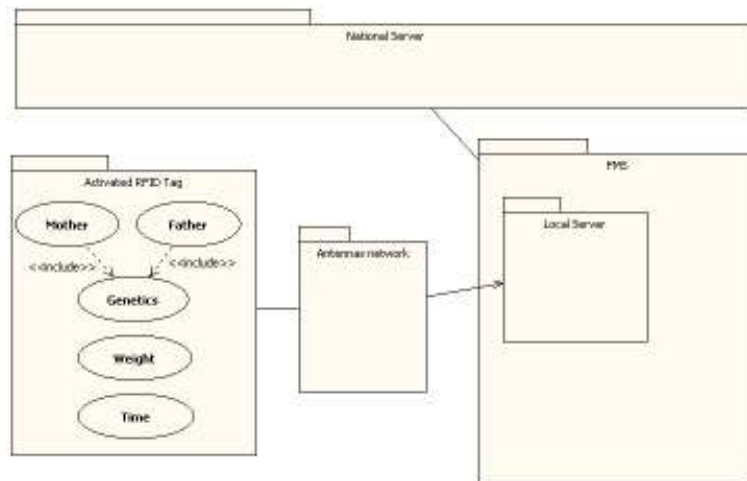 National Server
FMS
Activated RFID Tag
Mother
Father
Local Server
Antennas network
<<include>>
<<include>>
Genetics
Weight
Time